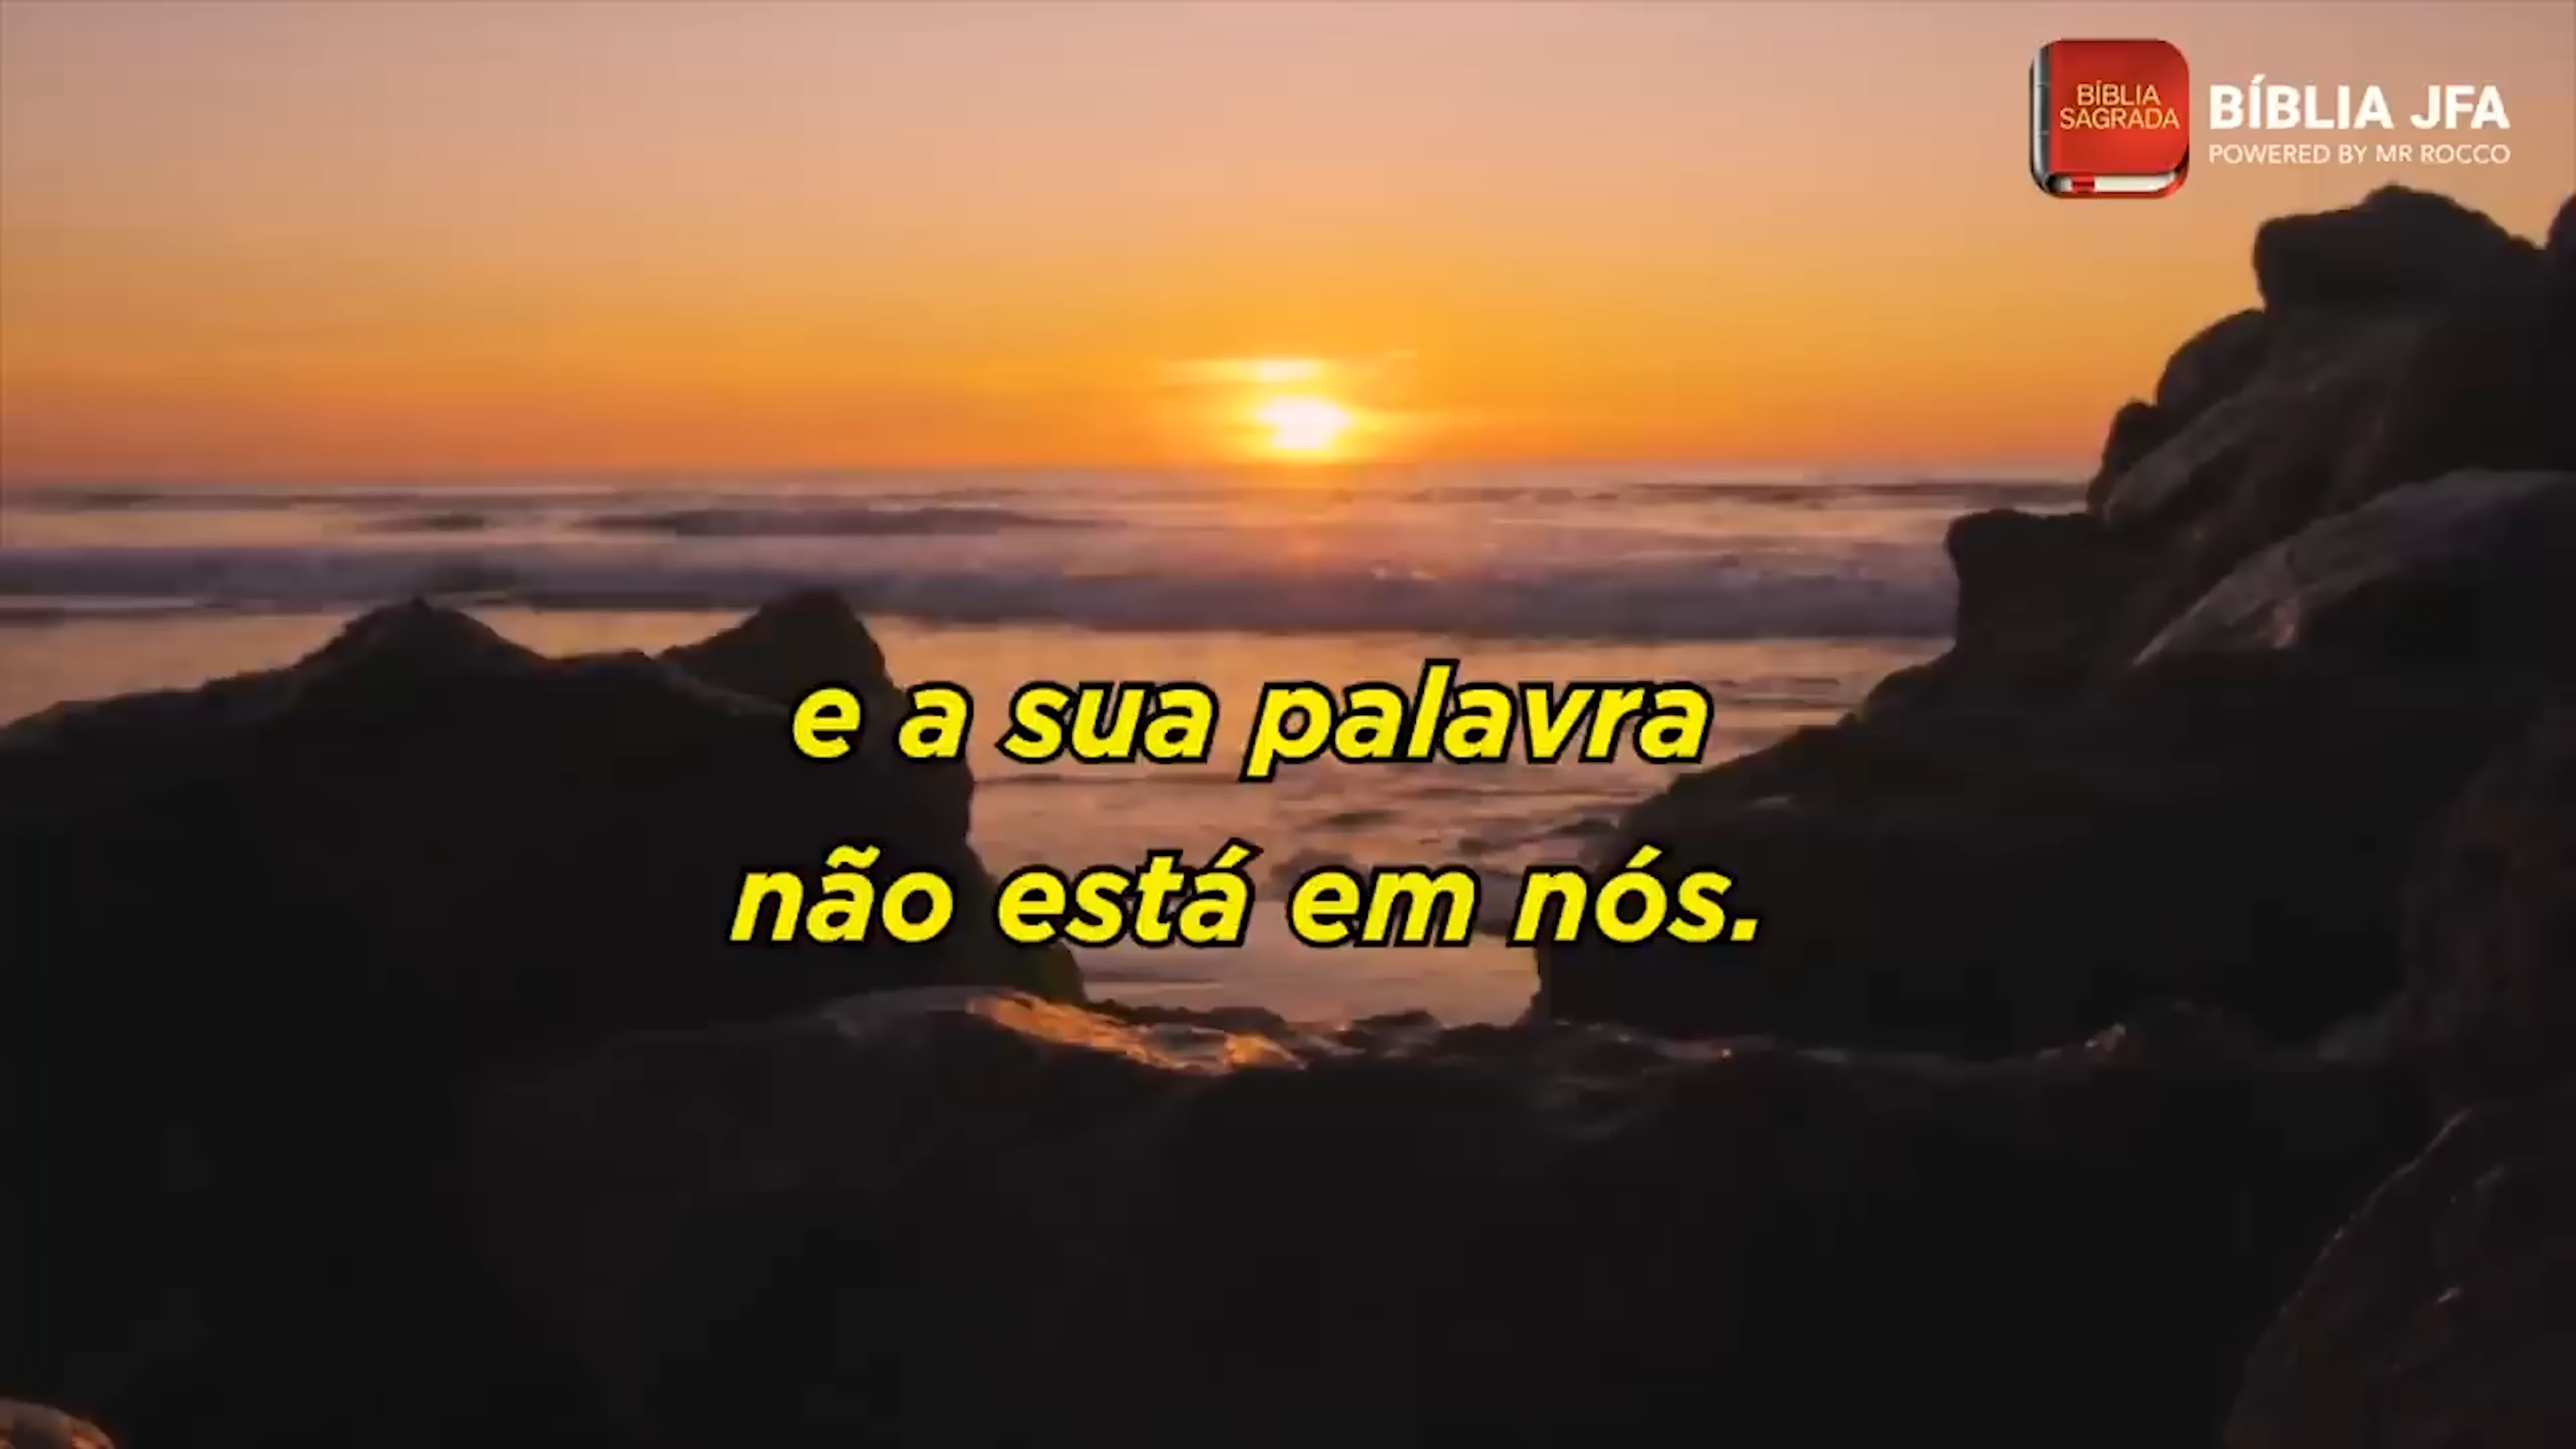 BÍBLIA
SAGRADA
BÍBLIA JFA
POWERED BY MR ROCCO
e a sua palavra
não está em nós.